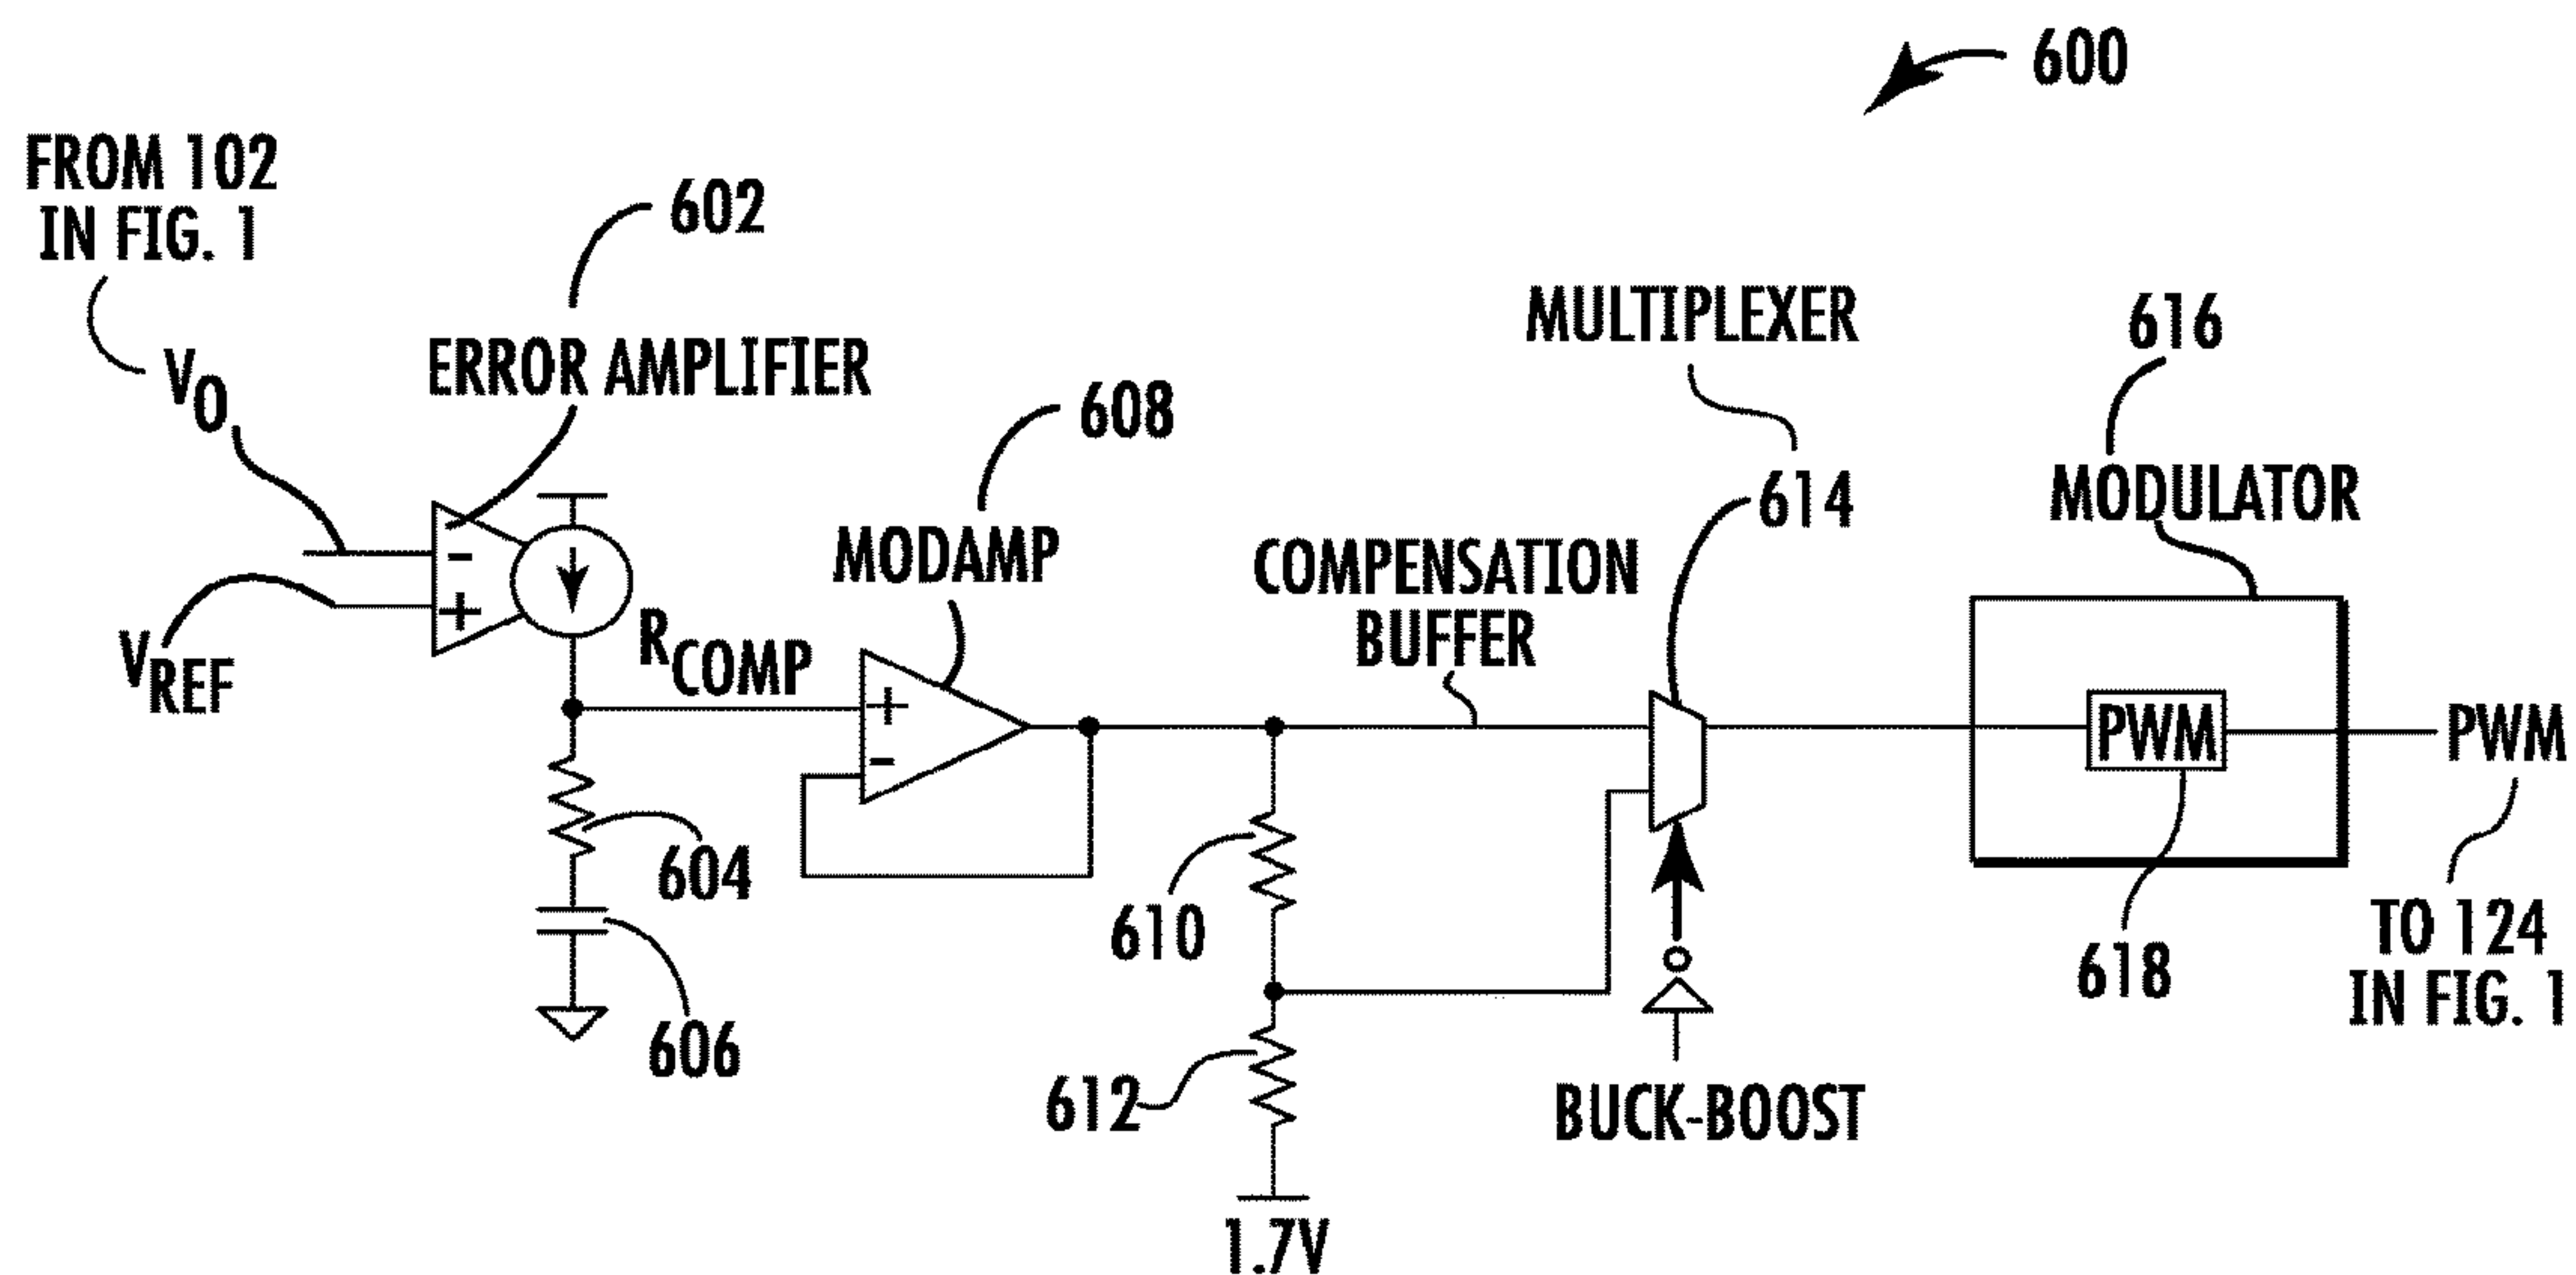 600
FROM 102
IN FIG. 1
602
V0
ERROR AMPLIFIER
608
MULTIPLEXER
616
614
MODULATOR
MODAMP
COMPENSATION
BUFFER
-
+
VREF
RCOMP
+
-
PWM
PWM
604
610
618
TO 124
IN FIG. 1
606
612
BUCK-BOOST
1.7V